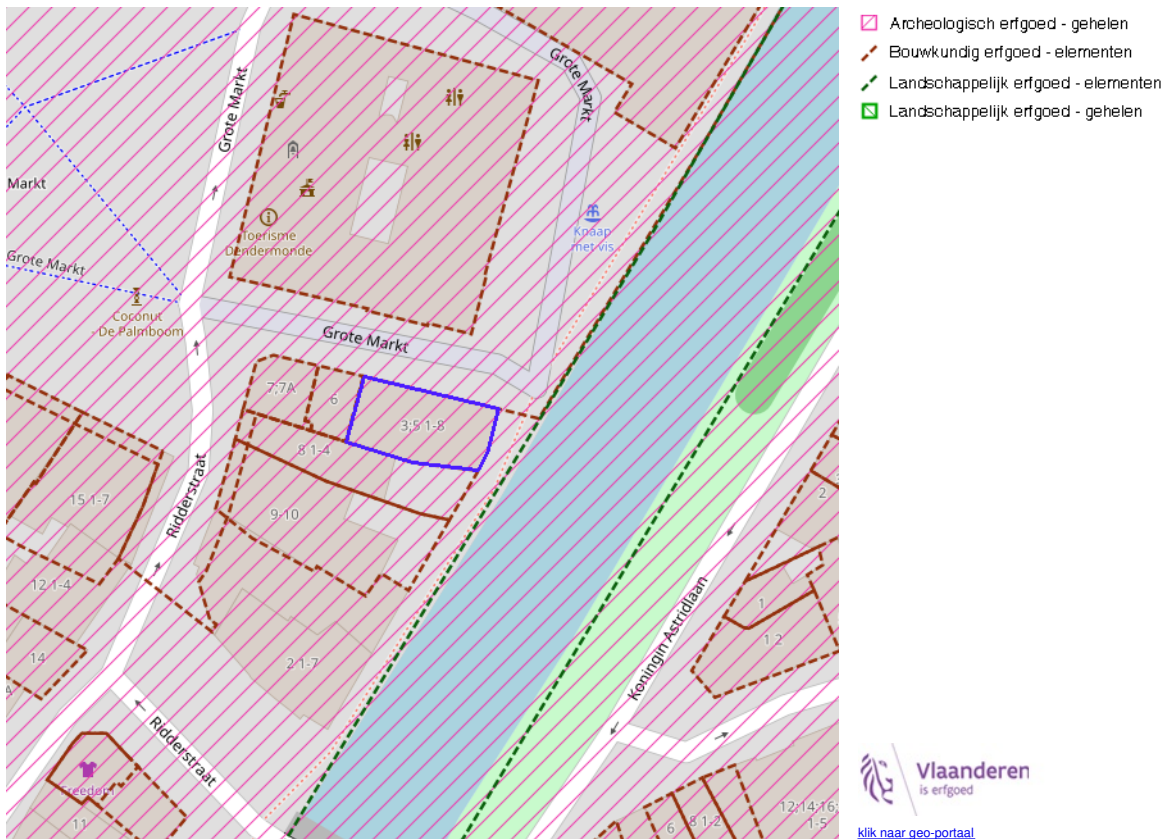 Archeologisch erfgoed - gehelen
Bouwkundig erfgoed - elementen
Landschappelijk erfgoed - elementen
Landschappelijk erfgoed - gehelen
Grote Markt
Grote Markt
Markt
Toerisme
Dendermonde
Knaap
met vis
Grote Markt
Coconut
De Palmboom
Grote Markt
7;7A
6
3;5 1-8
8 1-4
15 1-7
Ridderstraat
9-10
2
12 1-4
1
1 2
Koningin Astridlaan
14
A
2 1-7
Ridderstraat
Freedom
11
6
8 1-2
12;14;16;
1-5
Vlaanderen
is erfgoed
klik naar geo-portaal